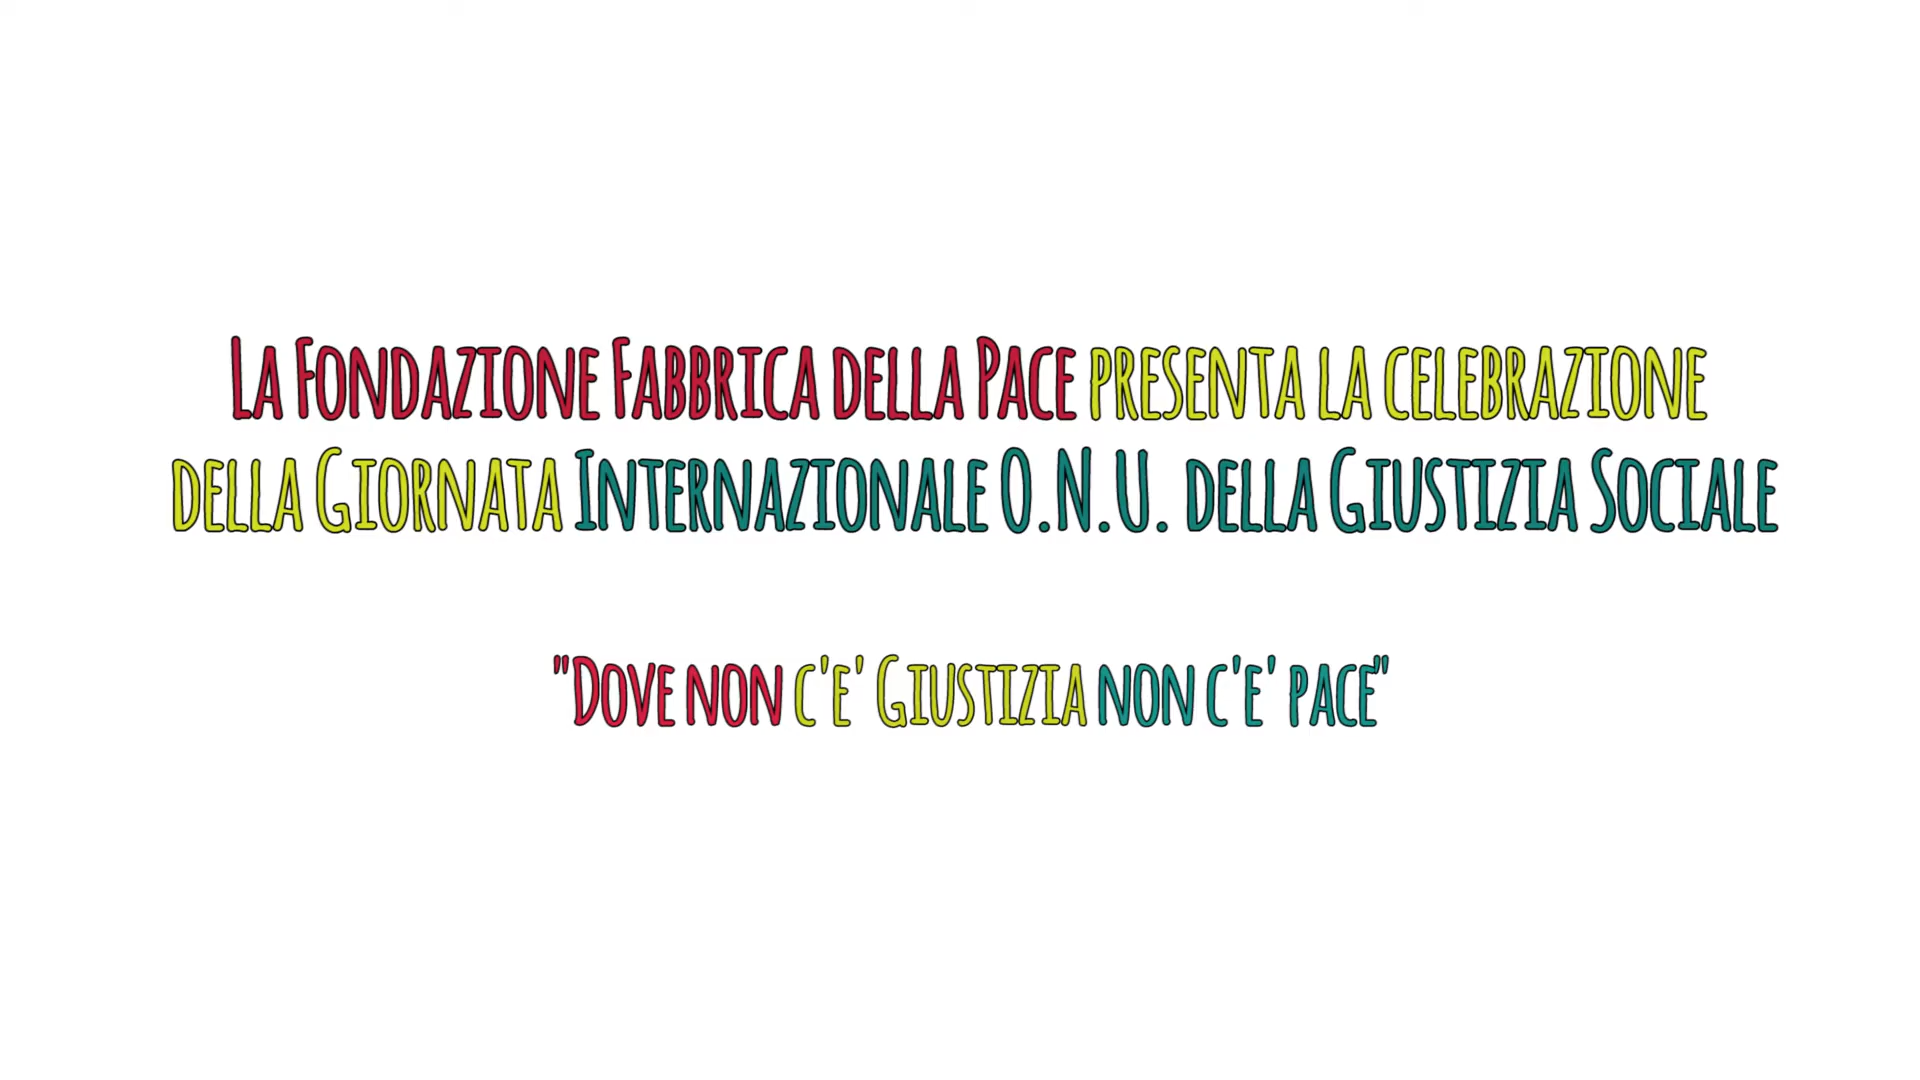 La Fondazione Fabbrica della Pace presenta la celebrazione
della Giornata Internazionale O.N.U. della Giustizia Sociale
"Dove non c'e' Giustizia non c'e' pace"